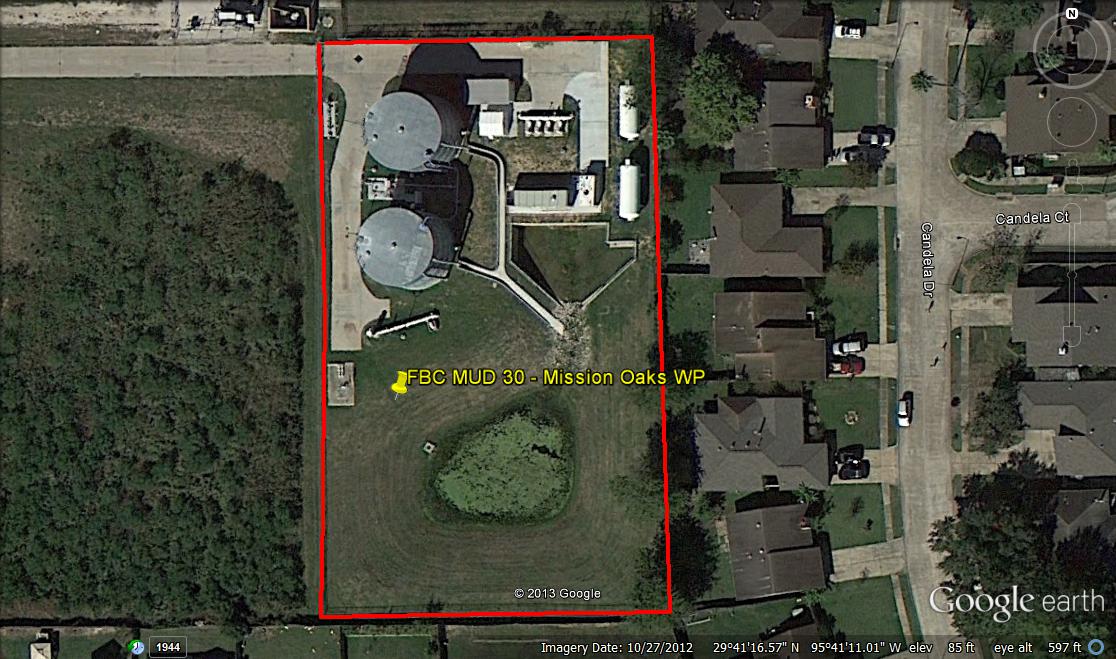 N
Candela Ct
Candela Dr
FBC MUD 30 - Mission Oaks WP
© 2013 Google
Google earth
1944
Imagery Date: 10/27/2012 29°41'16.57" N 95°41'11.01" W elev 85 ft eye alt 597 ft